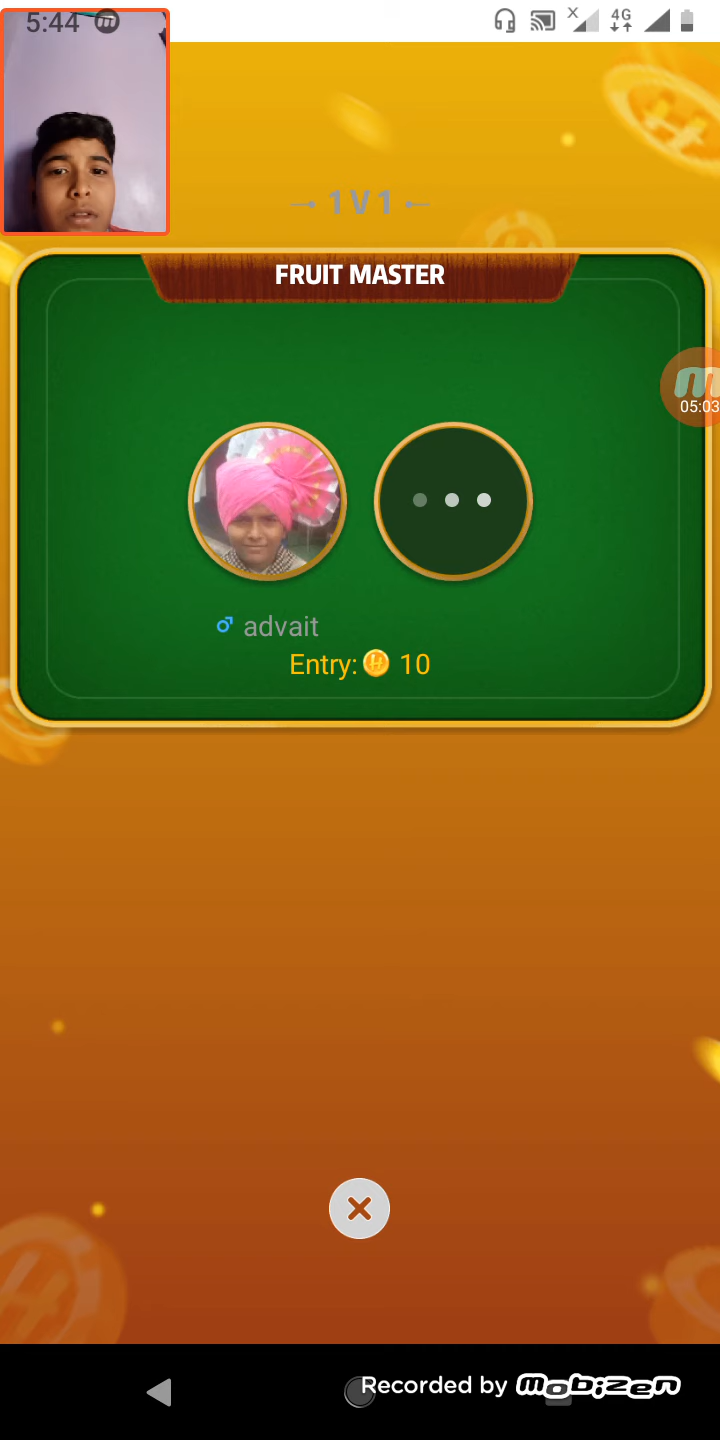 5:44 m 4G
1V1
FRUIT MASTER
m
05:03
advait
Entry: 10
Recorded by mobizen